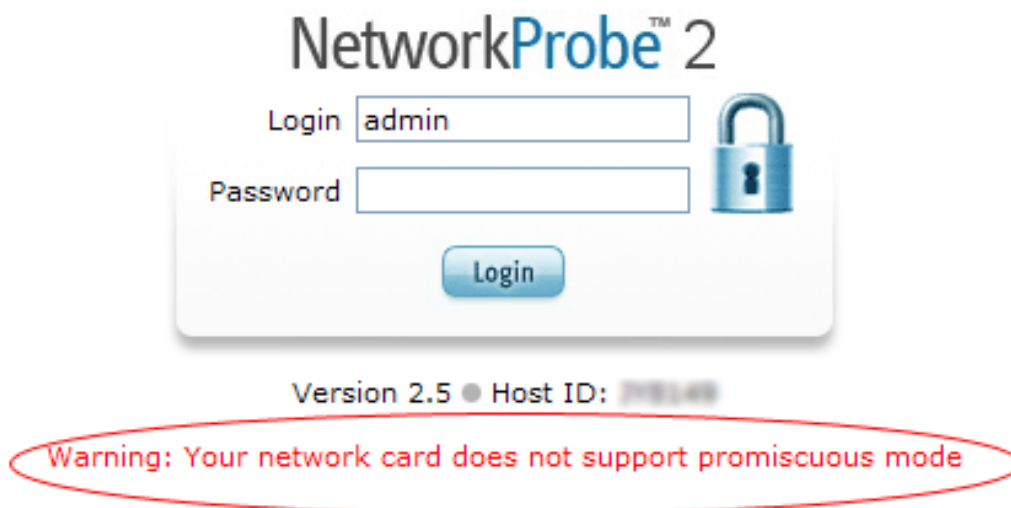 NetworkProbe™ 2
Login admin
Password
Login
Version 2.5 ● Host ID:
Warning: Your network card does not support promiscuous mode